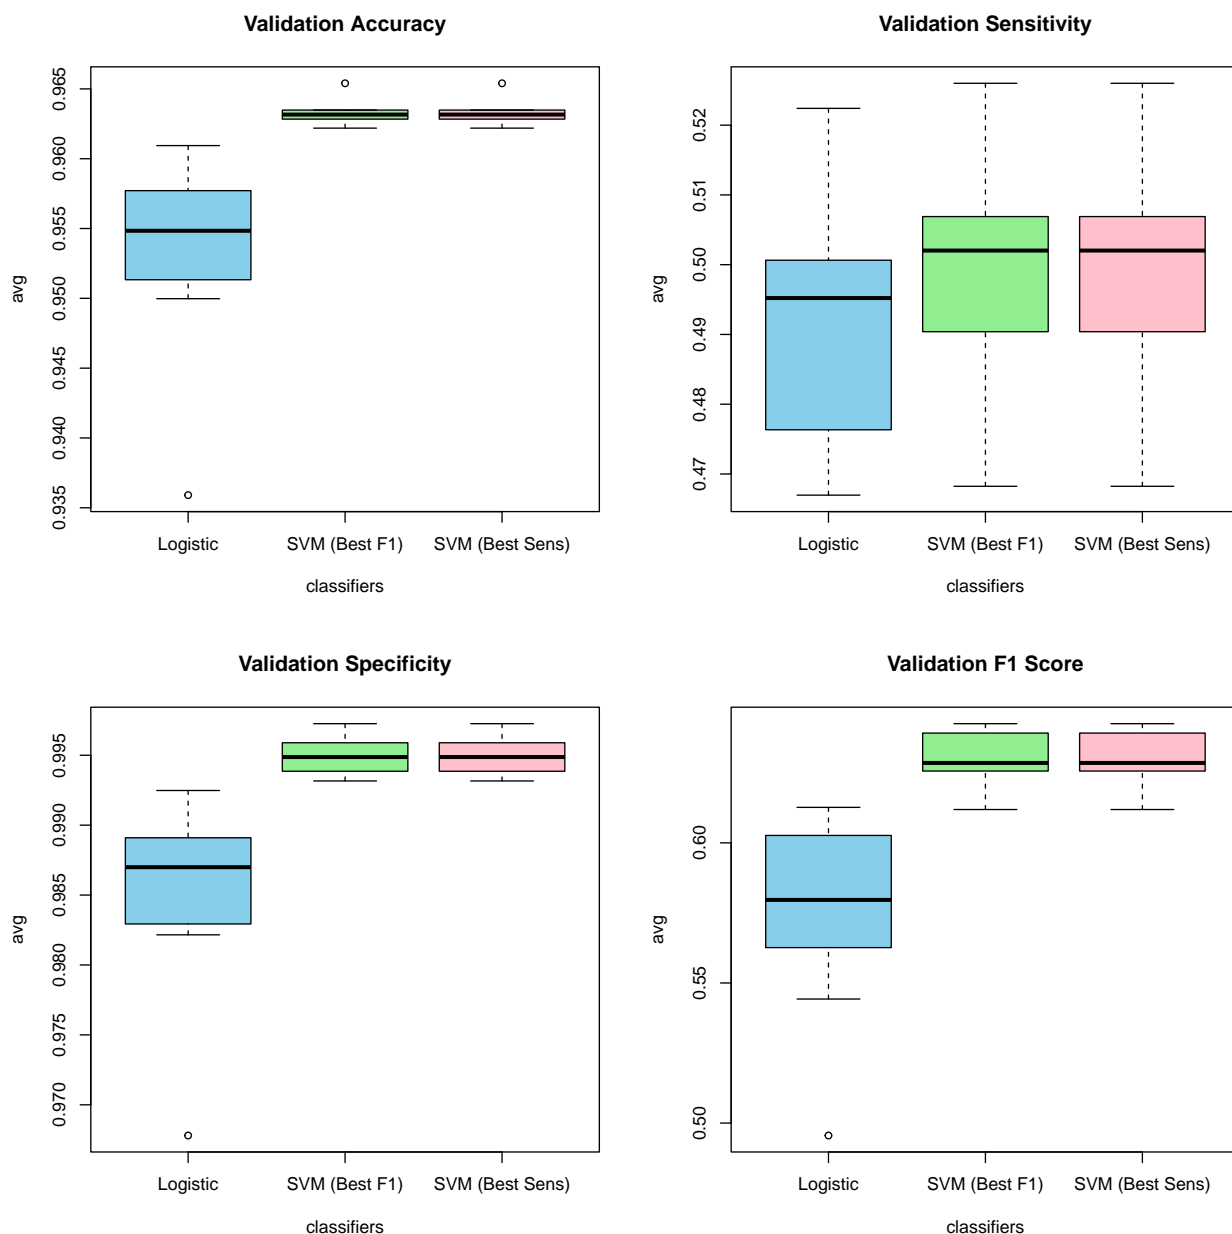 Validation Accuracy
avg
0.965
0.960
0.955
0.950
0.945
0.940
0.935
Logistic
SVM (Best F1)
SVM (Best Sens)
classifiers
Validation Sensitivity
avg
0.52
0.51
0.50
0.49
0.48
0.47
Logistic
SVM (Best F1)
SVM (Best Sens)
classifiers
Validation Specificity
avg
0.995
0.990
0.985
0.980
0.975
0.970
Logistic
SVM (Best F1)
SVM (Best Sens)
classifiers
Validation F1 Score
avg
0.60
0.55
0.50
Logistic
SVM (Best F1)
SVM (Best Sens)
classifiers